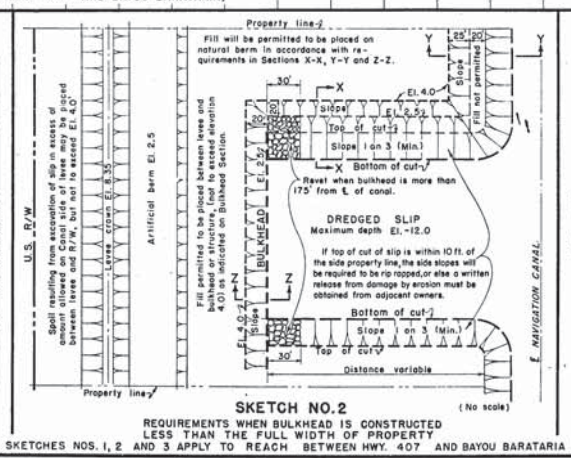 Property line
Fill will be permitted to be placed on
natural berm in accordance with re-
quirements in Sections X-X, Y-Y and Z-Z.
25' 20'
Y Y
Slope
Fill not permitted
30'
X
El. 4.0
Slope
El. 2.5
20'
20'
Top of cut
Slope 1 on 3 (Min.)
Bottom of cut
X
Revet when bulkhead is more than
175' from ℄ of canal.
DREDGED SLIP
Maximum depth El.-12.0
If top of cut of slip is within 10 ft. of
the side property line, the side slopes will
be required to be rip rapped, or else a written
release from damage by erosion must be
obtained from adjacent owners.
Bottom of cut
Slope 1 on 3 (Min.)
Top of cut
30'
Distance variable
U.S. R/W
Spoil resulting from excavation of slip in excess of
amount allowed on Canal side of levee may be placed
between levee and R/W, but not to exceed El. 4.0'
Levee crown El. 8.35
Artificial berm El. 2.5
Fill permitted to be placed between levee and
bulkhead or structure, (not to exceed elevation
4.0) as indicated on Bulkhead Section.
El. 2.5
BULKHEAD
Z Z
El. 4.0
Slope
℄ NAVIGATION CANAL
Property line
SKETCH NO.2
(No scale)
REQUIREMENTS WHEN BULKHEAD IS CONSTRUCTED
LESS THAN THE FULL WIDTH OF PROPERTY
SKETCHES NOS. 1, 2 AND 3 APPLY TO REACH BETWEEN HWY. 407 AND BAYOU BARATARIA